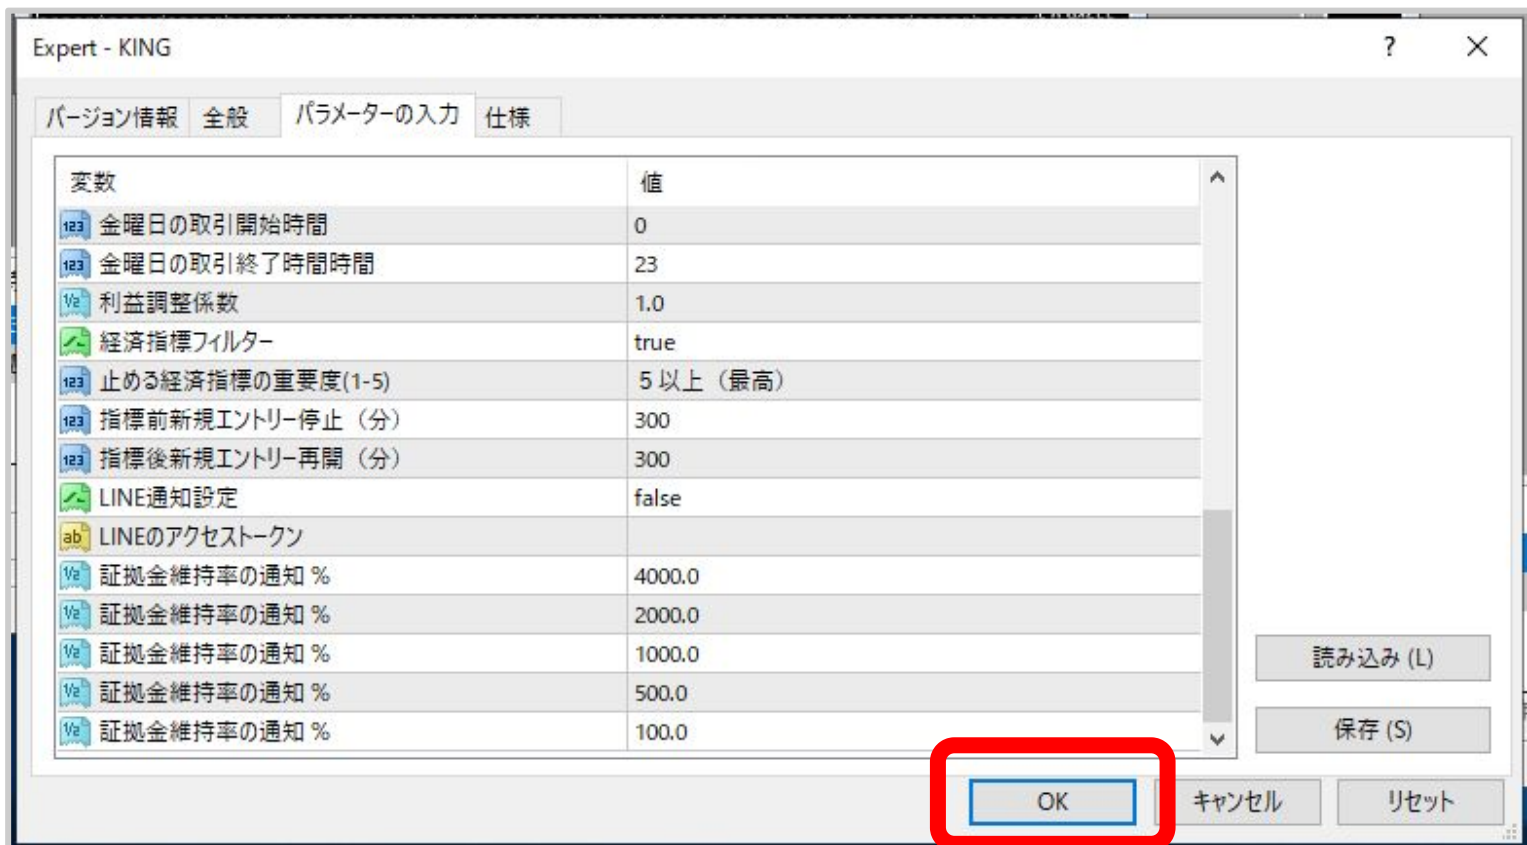 Expert - KING
バージョン情報 全般 パラメーターの入力 仕様
変数 値
金曜日の取引開始時間 0
金曜日の取引終了時間時間 23
利益調整係数 1.0
経済指標フィルター true
止める経済指標の重要度(1-5) 5以上（最高）
指標前新規エントリー停止（分） 300
指標後新規エントリー再開（分） 300
LINE通知設定 false
LINEのアクセストークン
証拠金維持率の通知 % 4000.0
証拠金維持率の通知 % 2000.0
証拠金維持率の通知 % 1000.0
証拠金維持率の通知 % 500.0
証拠金維持率の通知 % 100.0
読み込み (L)
保存 (S)
OK キャンセル リセット